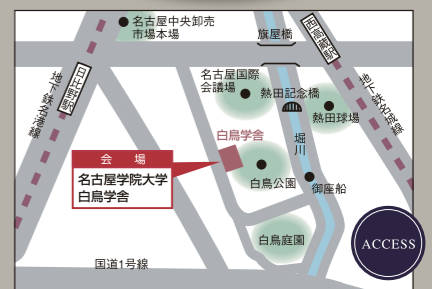 名古屋中央卸売
市場本場
旗屋橋
西高蔵駅
日比野駅
地下鉄名港線
名古屋国際
会議場
熱田記念橋
熱田球場
地下鉄名城線
白鳥学舎
堀川
会 場
名古屋学院大学
白鳥学舎
白鳥公園
御座船
白鳥庭園
ACCESS
国道1号線